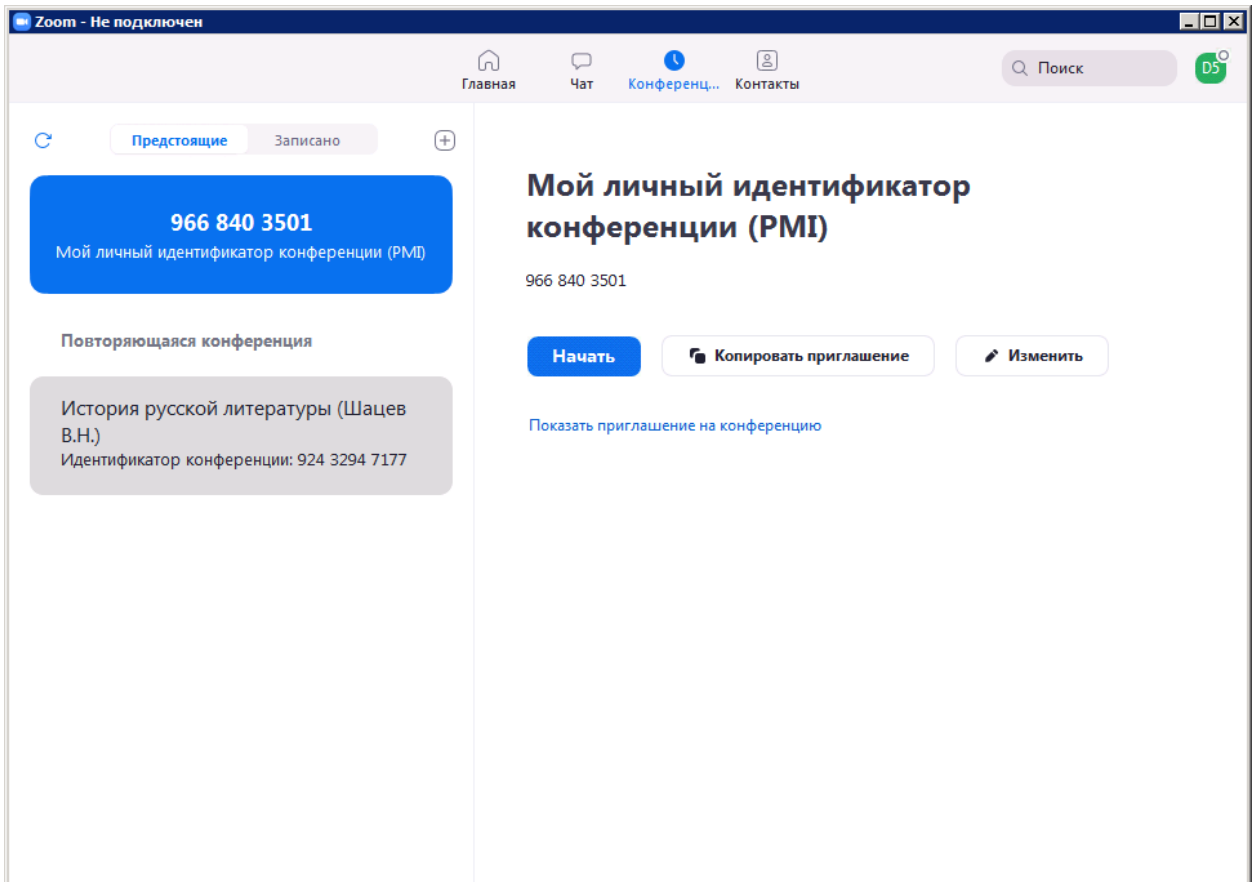 Zoom - Не подключен
Главная
Чат
Конференц...
Контакты
Поиск
D5
Предстоящие
Записано
966 840 3501
Мой личный идентификатор конференции (PMI)
Повторяющаяся конференция
История русской литературы (Шацев
В.Н.)
Идентификатор конференции: 924 3294 7177
Мой личный идентификатор
конференции (PMI)
966 840 3501
Начать
Копировать приглашение
Изменить
Показать приглашение на конференцию